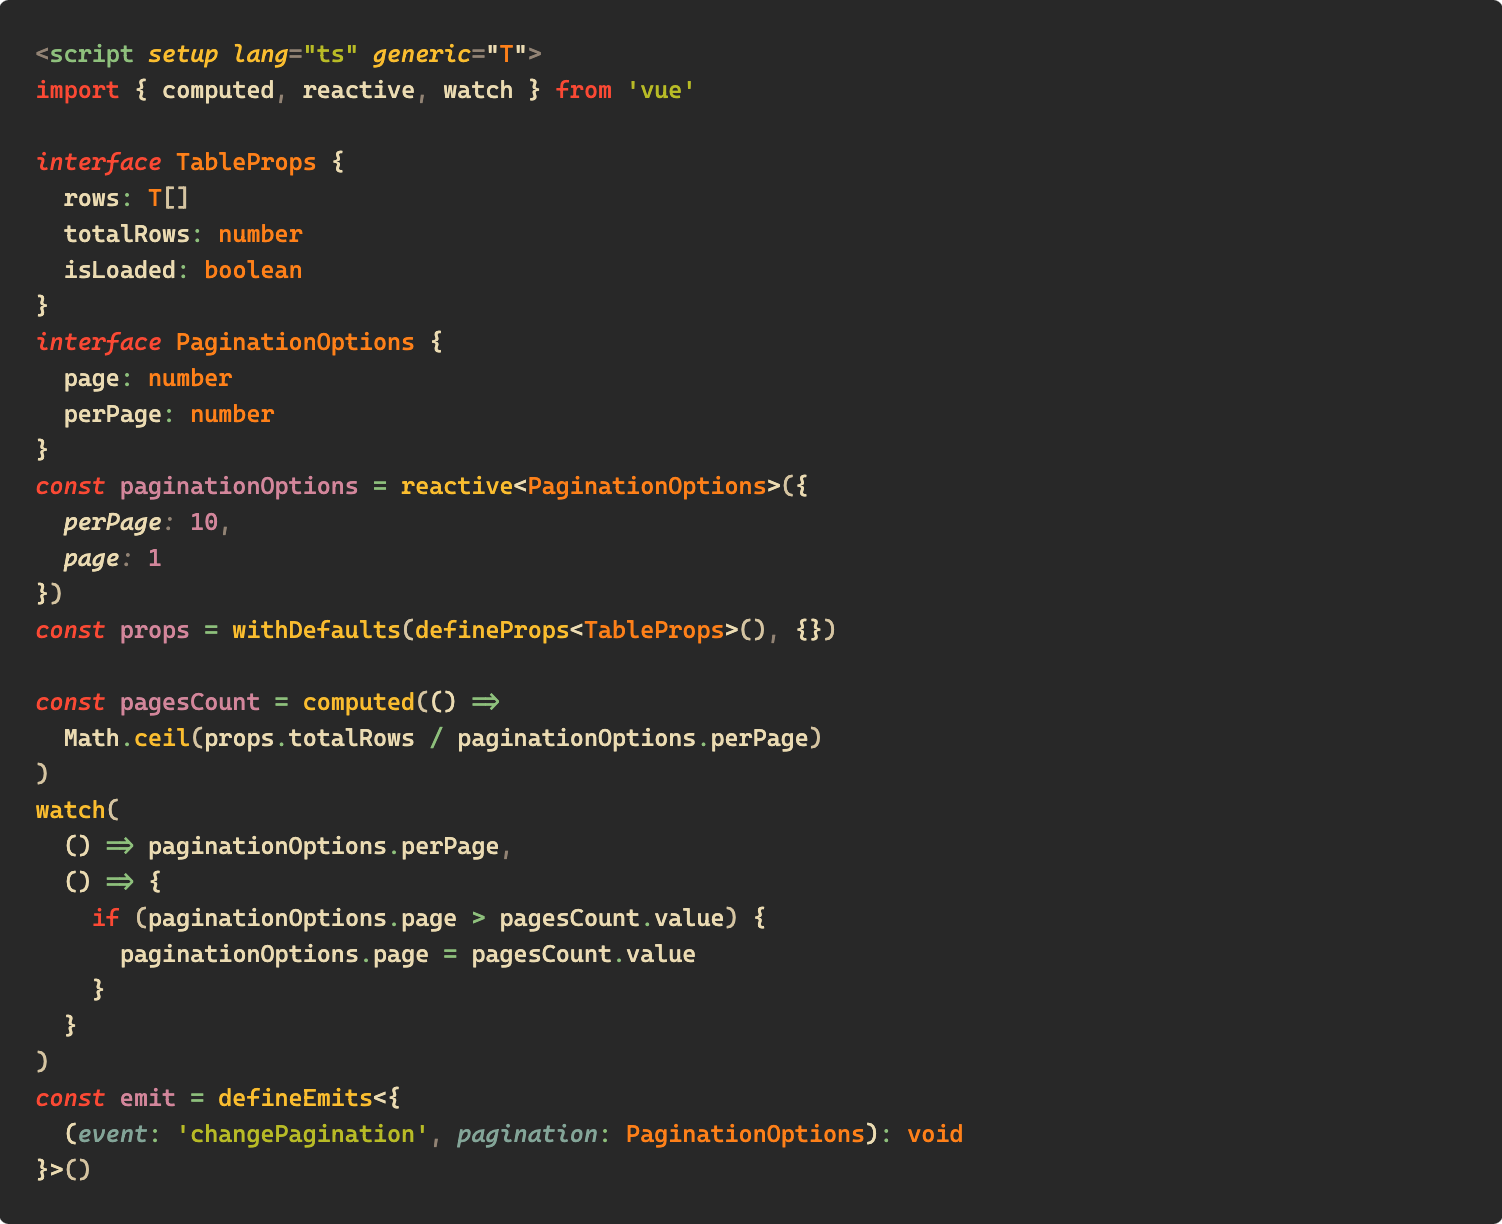 <script setup lang="ts" generic="T">
import { computed, reactive, watch } from 'vue'

interface TableProps {
  rows: T[]
  totalRows: number
  isLoaded: boolean
}
interface PaginationOptions {
  page: number
  perPage: number
}
const paginationOptions = reactive<PaginationOptions>({
  perPage: 10,
  page: 1
})
const props = withDefaults(defineProps<TableProps>(), {})

const pagesCount = computed(() =>
  Math.ceil(props.totalRows / paginationOptions.perPage)
)
watch(
  () => paginationOptions.perPage,
  () => {
    if (paginationOptions.page > pagesCount.value) {
      paginationOptions.page = pagesCount.value
    }
  }
)
const emit = defineEmits<{
  (event: 'changePagination', pagination: PaginationOptions): void
}>()